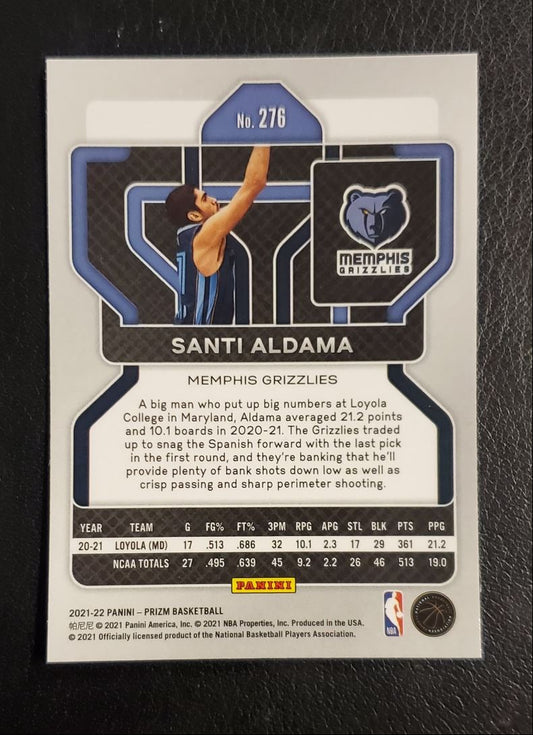 No. 276
MEMPHIS
GRIZZLIES
SANTI ALDAMA
MEMPHIS GRIZZLIES
A big man who put up big numbers at Loyola
College in Maryland, Aldama averaged 21.2 points
and 10.1 boards in 2020-21. The Grizzlies traded
up to snag the Spanish forward with the last pick
in the first round, and they're banking that he'll
provide plenty of bank shots down low as well as
crisp passing and sharp perimeter shooting.
YEAR TEAM G FG% FT% 3PM RPG APG STL BLK PTS PPG
20-21 LOYOLA (MD) 17 .513 .686 32 10.1 2.3 17 29 361 21.2
NCAA TOTALS 27 .495 .639 45 9.2 2.2 26 46 513 19.0
PANINI
2021-22 PANINI – PRIZM BASKETBALL
帕尼尼 © 2021 Panini America, Inc. © 2021 NBA Properties, Inc. Produced in the USA.
© 2021 Officially licensed product of the National Basketball Players Association.
NBA